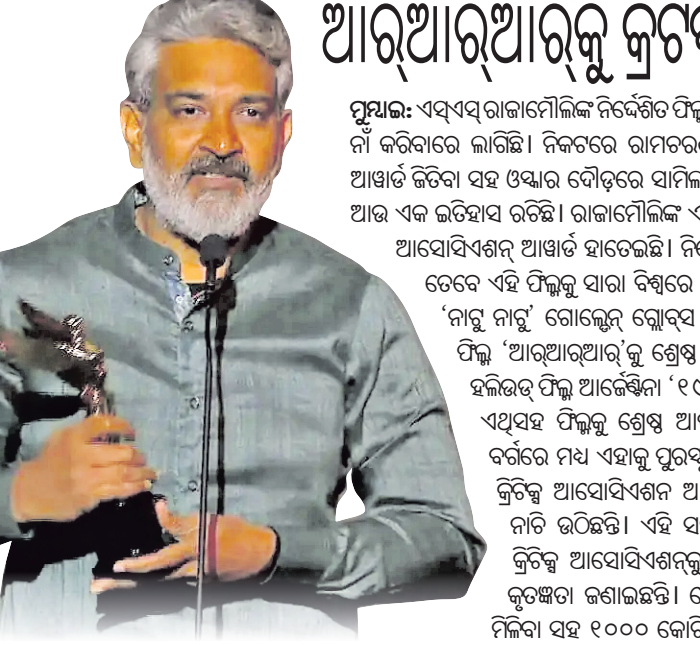 ଆର୍‌ଆର୍‌ଆର୍‌କୁ
ମୁମ୍ବାଇ: ଏସ୍‌ଏସ୍ ରାଜାମୌଲିଙ୍କ ନିର୍ଦ୍ଦେଶିତ
ନାଁ କରିବାରେ ଲାଗିଛି। ନିକଟରେ
ଆୱାର୍ଡ ଜିତିବା ସହ ଓସ୍କାର ଦୌଡ଼ରେ
ଆଉ ଏକ ଇତିହାସ ରଚିଛି। ରାଜାମୌଲିଙ୍କ
ଆସୋସିଏଶନ୍ ଆୱାର୍ଡ ହାତେଇଛି।
ତେବେ ଏହି ଫିଲ୍ମକୁ ସାରା ବିଶ୍ୱରେ
‘ନାଟୁ ନାଟୁ’ ଗୋଲ୍ଡେନ୍ ଗ୍ଲୋବ୍‌ସ
ଫିଲ୍ମ ‘ଆର୍‌ଆର୍‌ଆର୍’କୁ ଶ୍ରେଷ୍ଠ
ହଲିଉଡ୍ ଫିଲ୍ମ ଆର୍ଜେଣ୍ଟିନା
ଏଥିସହ ଫିଲ୍ମକୁ ଶ୍ରେଷ୍ଠ
ବର୍ଗରେ ମଧ୍ୟ ଏହାକୁ
କ୍ରିଟିକ୍ସ ଆସୋସିଏଶନ
ନାଚି ଉଠିଛନ୍ତି। ଏହି
କ୍ରିଟିକ୍ସ ଆସୋସିଏଶନ୍‌କୁ
କୃତଜ୍ଞତା ଜଣାଇଛନ୍ତି।
ମିଳିବା ସହ ୧୦୦୦